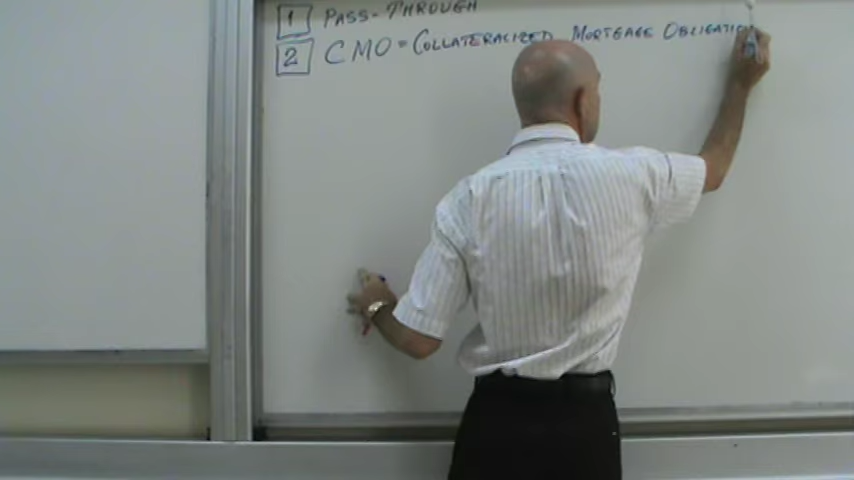 1 PASS-THROUGH
2 CMO = COLLATERALIZED MORTGAGE OBLIGATION